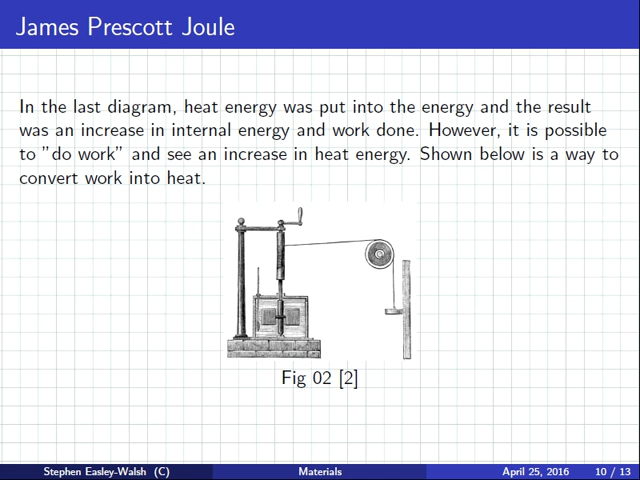 James Prescott Joule
In the last diagram, heat energy was put into the energy and the result
was an increase in internal energy and work done. However, it is possible
to "do work" and see an increase in heat energy. Shown below is a way to
convert work into heat.
Fig 02 [2]
Stephen Easley-Walsh (C) Materials April 25, 2016 10 / 13